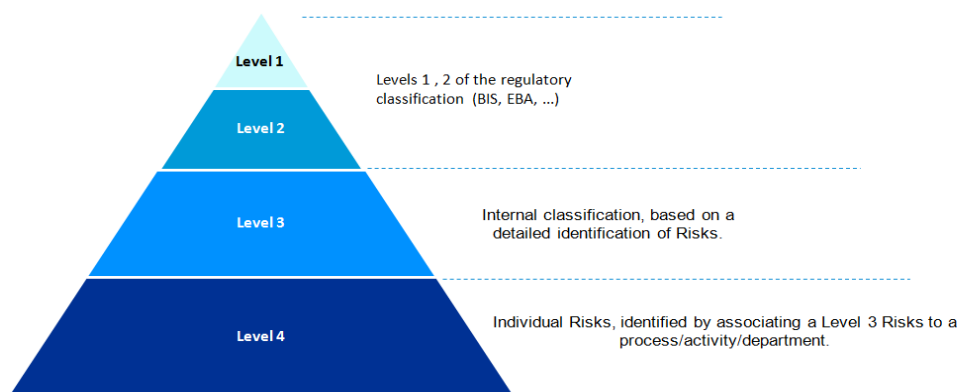 Level 1
Levels 1 , 2 of the regulatory
classification (BIS, EBA, ...)
Level 2
Level 3
Internal classification, based on a
detailed identification of Risks.
Level 4
Individual Risks, identified by associating a Level 3 Risks to a
process/activity/department.